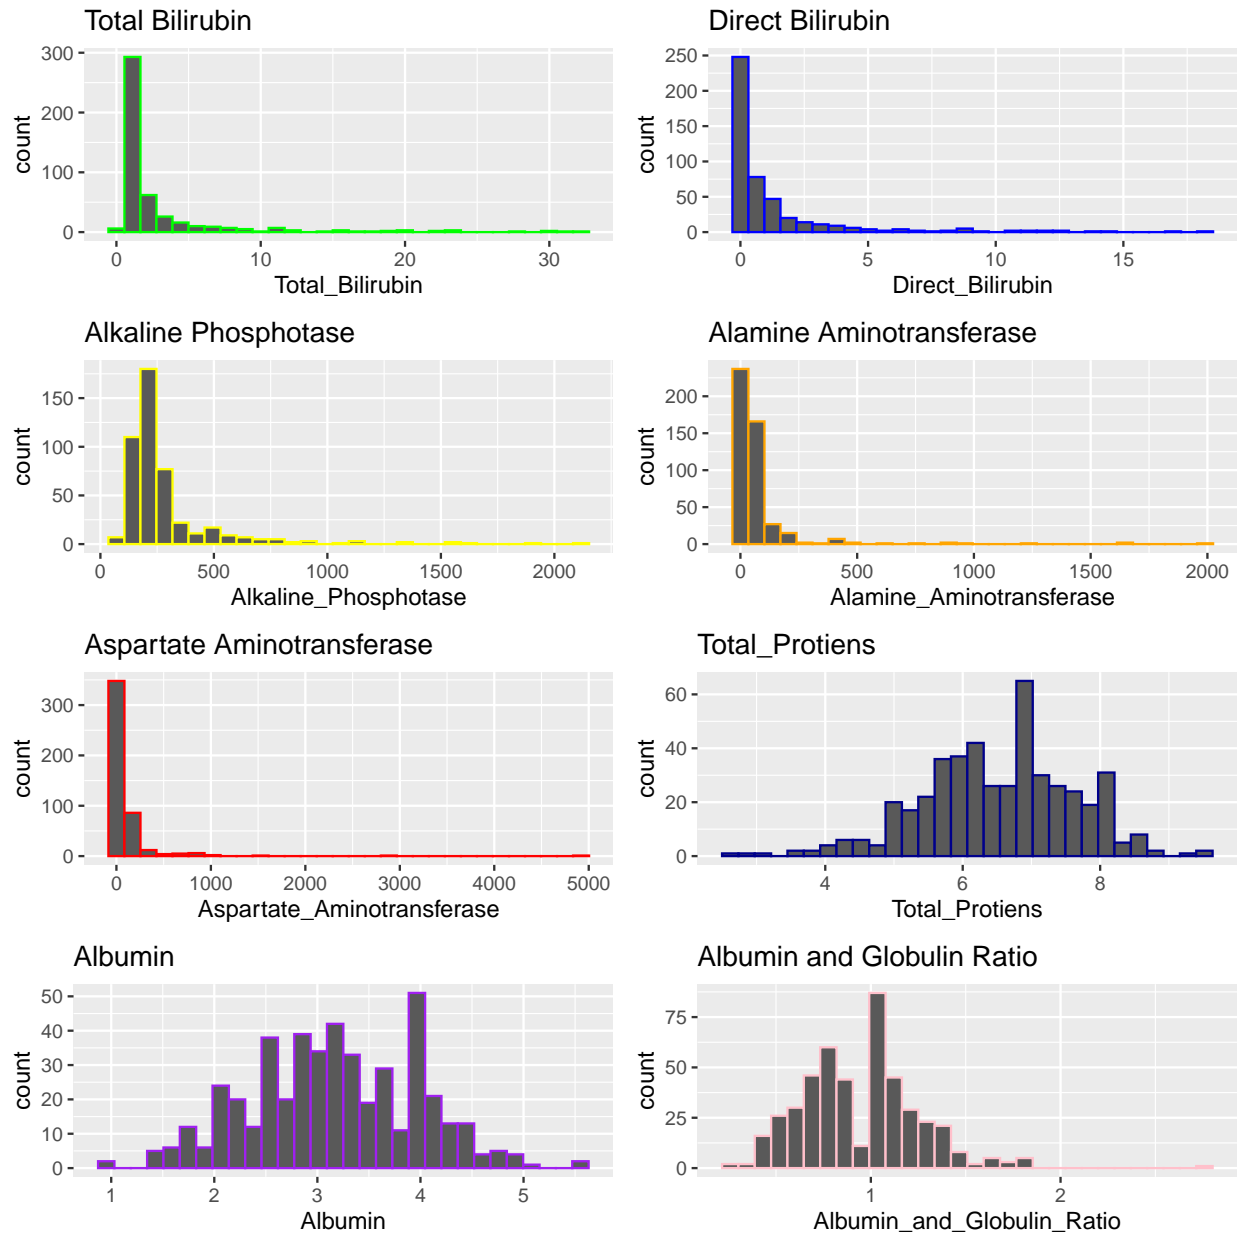 Total Bilirubin
300
200
100
0
count
0 10 20 30
Total_Bilirubin
Direct Bilirubin
250
200
150
100
50
0
count
0 5 10 15
Direct_Bilirubin
Alkaline Phosphotase
150
100
50
0
count
0 500 1000 1500 2000
Alkaline_Phosphotase
Alamine Aminotransferase
200
150
100
50
0
count
0 500 1000 1500 2000
Alamine_Aminotransferase
Aspartate Aminotransferase
300
200
100
0
count
0 1000 2000 3000 4000 5000
Aspartate_Aminotransferase
Total_Protiens
60
40
20
0
count
4 6 8
Total_Protiens
Albumin
50
40
30
20
10
0
count
1 2 3 4 5
Albumin
Albumin and Globulin Ratio
75
50
25
0
count
1 2
Albumin_and_Globulin_Ratio